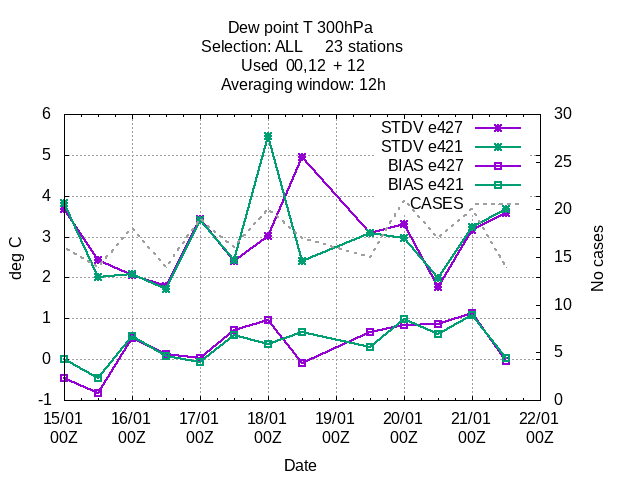 Dew point T 300hPa
Selection: ALL 23 stations
Used 00,12 + 12
Averaging window: 12h
STDV e427
STDV e421
BIAS e427
BIAS e421
CASES
deg C
6
5
4
3
2
1
0
-1
No cases
30
25
20
15
10
5
0
15/01 16/01 17/01 18/01 19/01 20/01 21/01 22/01
00Z 00Z 00Z 00Z 00Z 00Z 00Z 00Z
Date